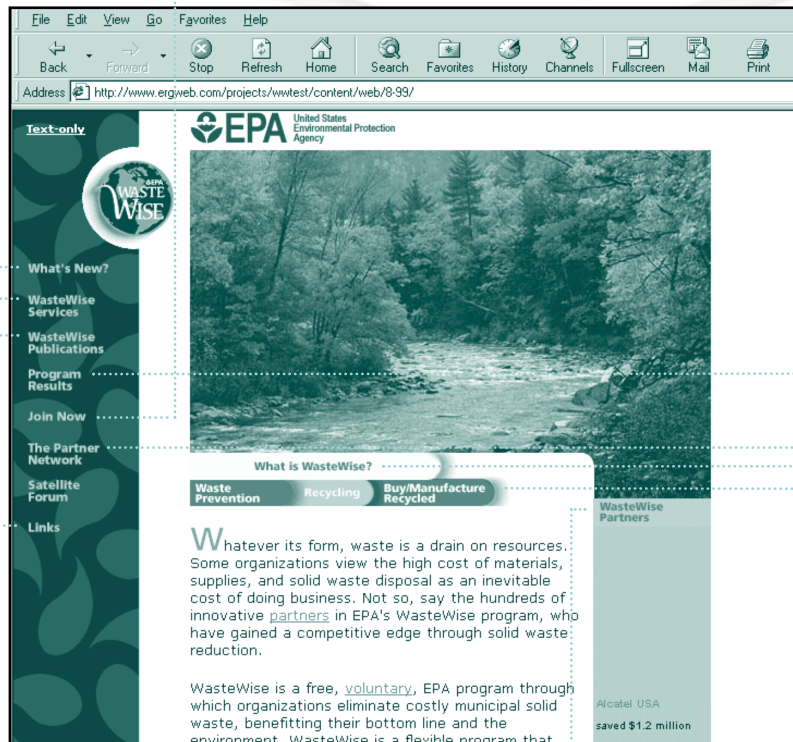 File Edit View Go Favorites Help
Back Forward Stop Refresh Home Search Favorites History Channels Fullscreen Mail Print
Address http://www.ergweb.com/projects/wwtest/content/web/8-99/
Text-only
EPA United States
Environmental Protection
Agency
EPA
WASTE
WISE
What's New?
WasteWise
Services
WasteWise
Publications
Program
Results
Join Now
The Partner
Network
Satellite
Forum
Links
What is WasteWise?
Waste
Prevention
Recycling
Buy/Manufacture
Recycled
WasteWise
Partners
Whatever its form, waste is a drain on resources.
Some organizations view the high cost of materials,
supplies, and solid waste disposal as an inevitable
cost of doing business. Not so, say the hundreds of
innovative partners in EPA's WasteWise program, who
have gained a competitive edge through solid waste
reduction.
WasteWise is a free, voluntary, EPA program through
which organizations eliminate costly municipal solid
waste, benefitting their bottom line and the
environment. WasteWise is a flexible program that
Alcatel USA
saved $1.2 million